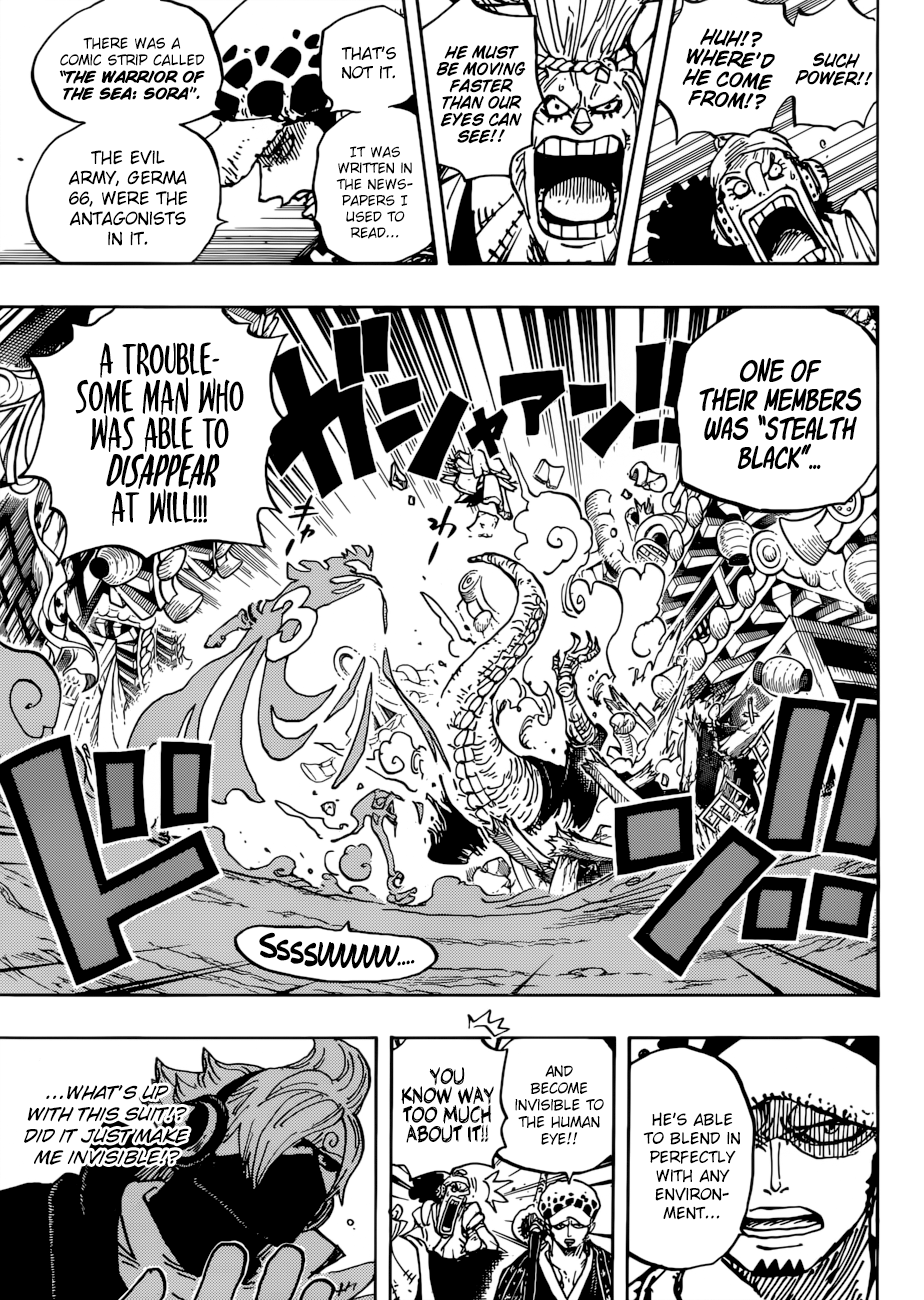 SUCH
POWER!!
HUH!?
WHERE'D
HE COME
FROM!?
HE MUST
BE MOVING
FASTER
THAN OUR
EYES CAN
SEE!!
THAT'S
NOT IT.
IT WAS
WRITTEN
IN THE
NEWS-
PAPERS I
USED TO
READ...
THERE WAS A
COMIC STRIP CALLED
"THE WARRIOR OF
THE SEA: SORA".
THE EVIL
ARMY, GERMA
66, WERE THE
ANTAGONISTS
IN IT.
ONE OF
THEIR MEMBERS
WAS "STEALTH
BLACK"...
ガシャアァン!!
A TROUBLE-
SOME MAN WHO
WAS ABLE TO
DISAPPEAR
AT WILL!!!
ドン!!
SSSSUUUUU....
HE'S ABLE
TO BLEND IN
PERFECTLY
WITH ANY
ENVIRON-
MENT...
AND
BECOME
INVISIBLE TO
THE HUMAN
EYE!!
YOU
KNOW WAY
TOO MUCH
ABOUT IT!!
...WHAT'S UP
WITH THIS SUIT!?
DID IT JUST MAKE
ME INVISIBLE!?